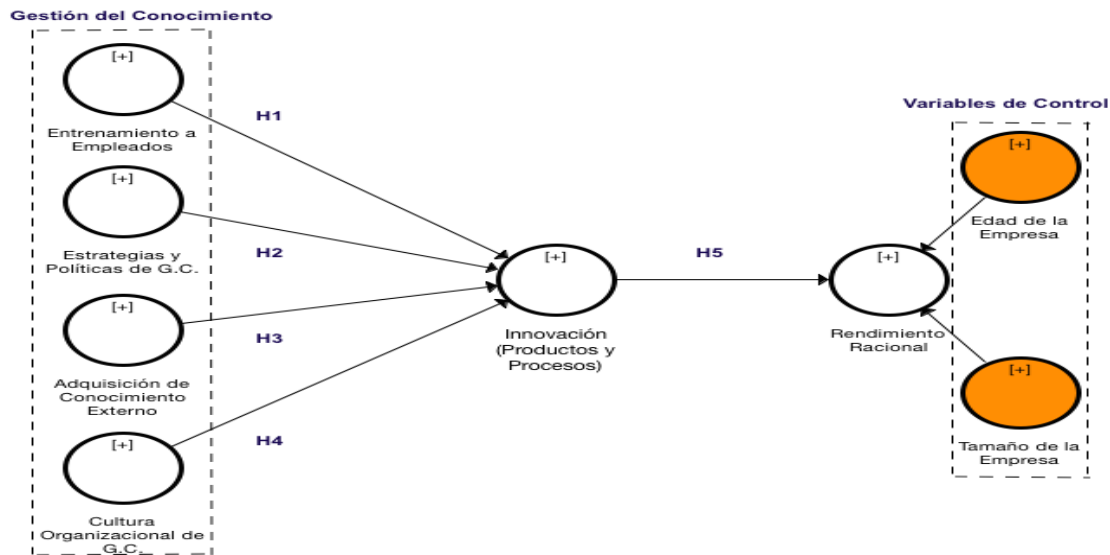 Gestión del Conocimiento
[+]
Entrenamiento a
Empleados
[+]
Estrategias y
Políticas de G.C.
[+]
Adquisición de
Conocimiento
Externo
[+]
Cultura
Organizacional de
G.C.
H1
H2
H3
H4
[+]
Innovación
(Productos y
Procesos)
H5
[+]
Rendimiento
Racional
Variables de Control
[+]
Edad de la
Empresa
[+]
Tamaño de la
Empresa